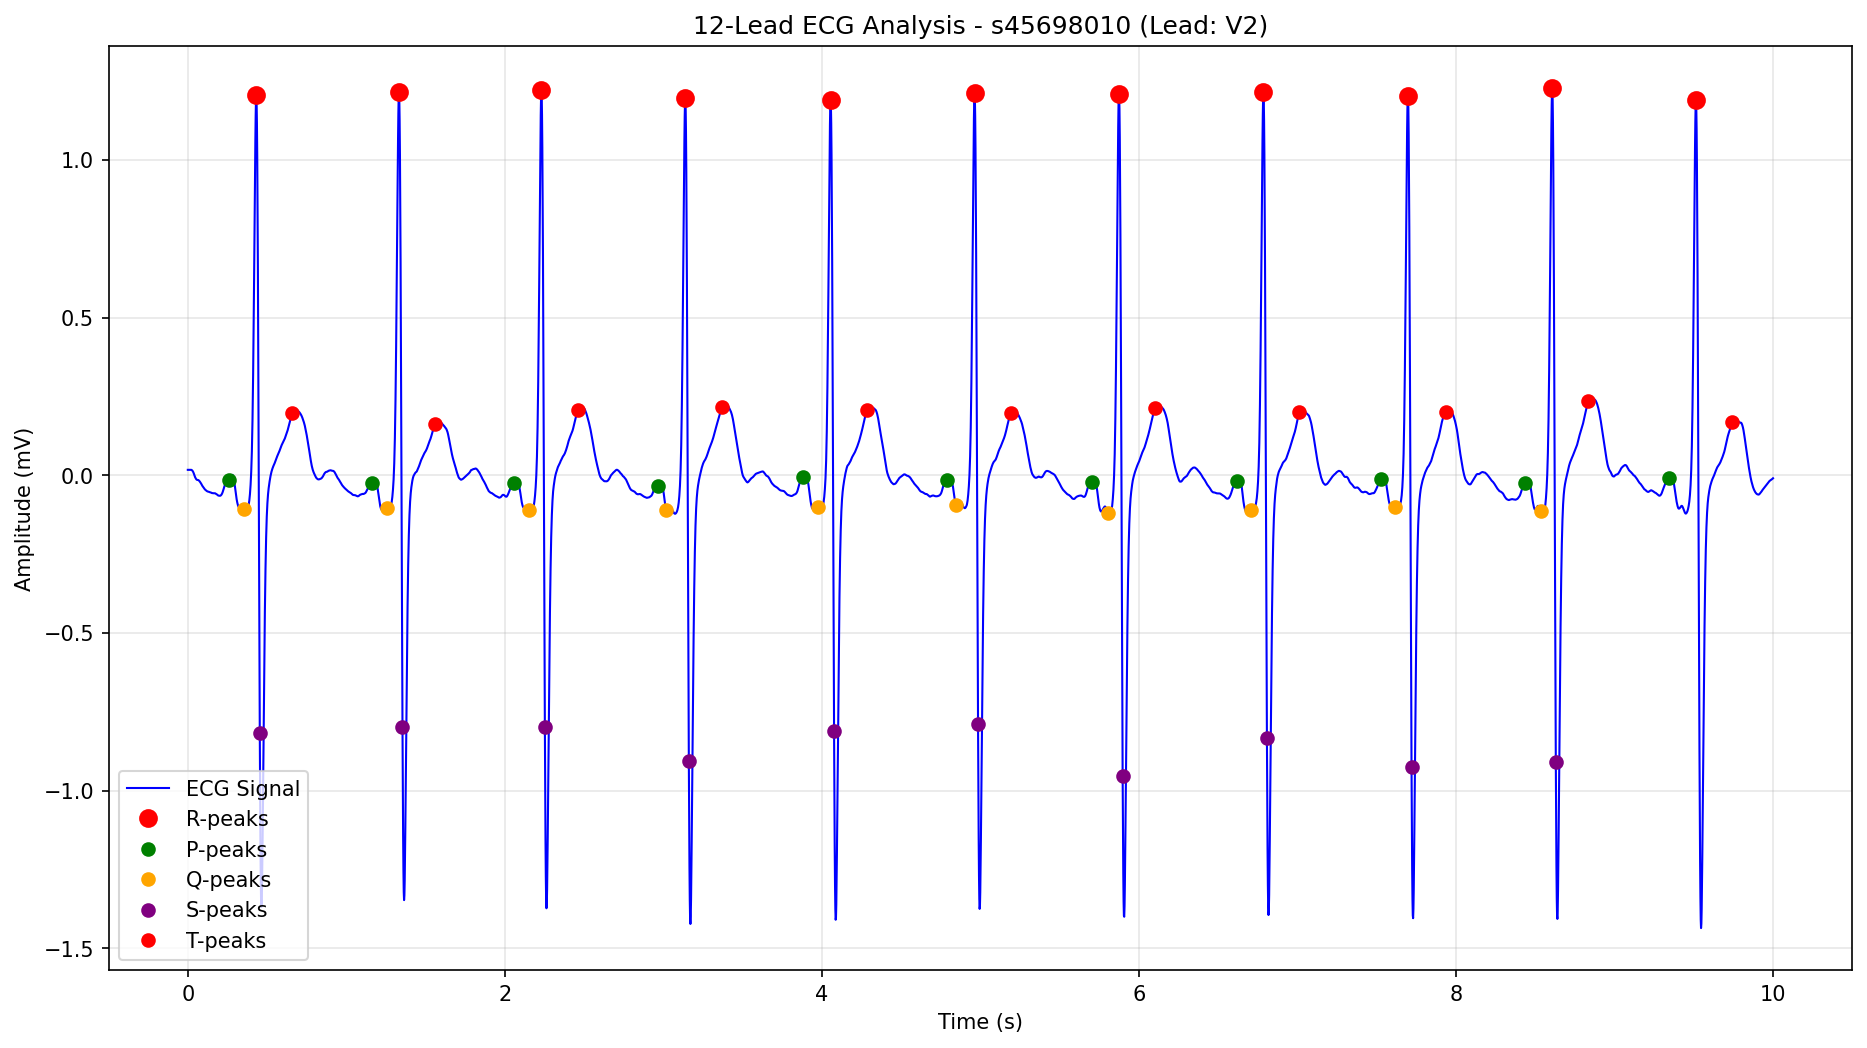 12-Lead ECG Analysis - s45698010 (Lead: V2)
Amplitude (mV)
1.0
0.5
0.0
−0.5
−1.0
−1.5
ECG Signal
R-peaks
P-peaks
Q-peaks
S-peaks
T-peaks
0 2 4 6 8 10
Time (s)